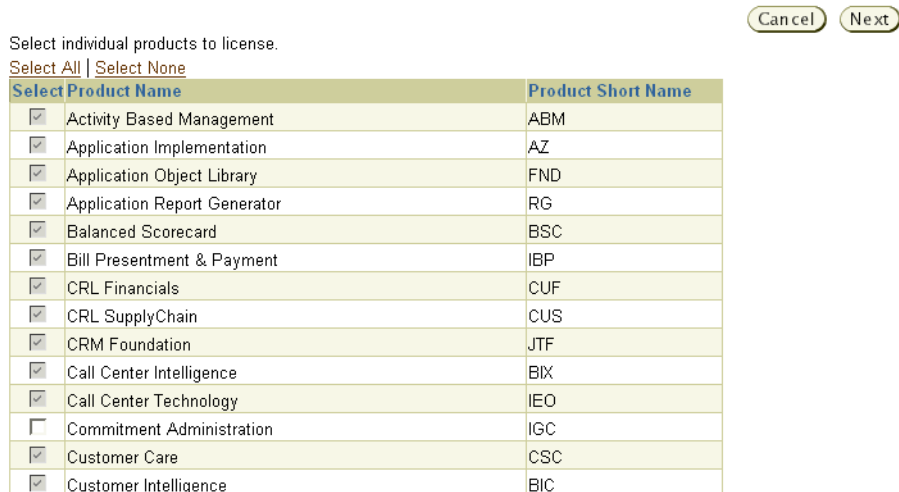 Cancel Next
Select individual products to license.
Select All | Select None
Select Product Name Product Short Name
Activity Based Management ABM
Application Implementation AZ
Application Object Library FND
Application Report Generator RG
Balanced Scorecard BSC
Bill Presentment & Payment IBP
CRL Financials CUF
CRL SupplyChain CUS
CRM Foundation JTF
Call Center Intelligence BIX
Call Center Technology IEO
Commitment Administration IGC
Customer Care CSC
Customer Intelligence BIC